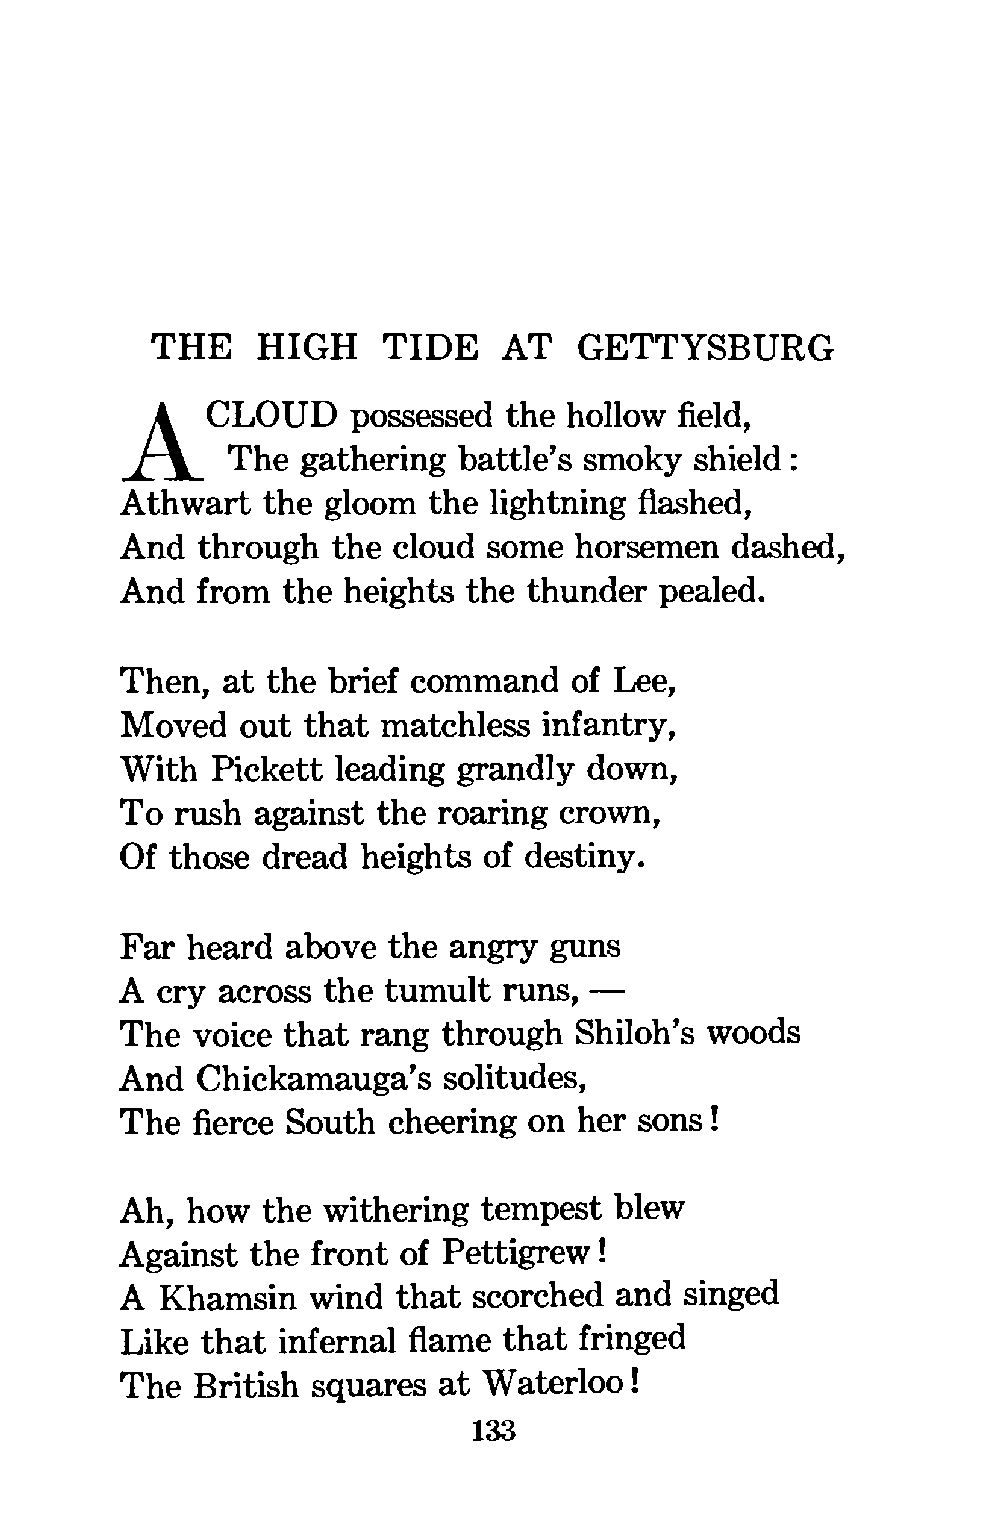 THE HIGH TIDE AT GETTYSBURG
A CLOUD possessed the hollow field,
The gathering battle's smoky shield :
Athwart the gloom the lightning flashed,
And through the cloud some horsemen dashed,
And from the heights the thunder pealed.
Then, at the brief command of Lee,
Moved out that matchless infantry,
With Pickett leading grandly down,
To rush against the roaring crown,
Of those dread heights of destiny.
Far heard above the angry guns
A cry across the tumult runs, —
The voice that rang through Shiloh's woods
And Chickamauga's solitudes,
The fierce South cheering on her sons !
Ah, how the withering tempest blew
Against the front of Pettigrew !
A Khamsin wind that scorched and singed
Like that infernal flame that fringed
The British squares at Waterloo !
133